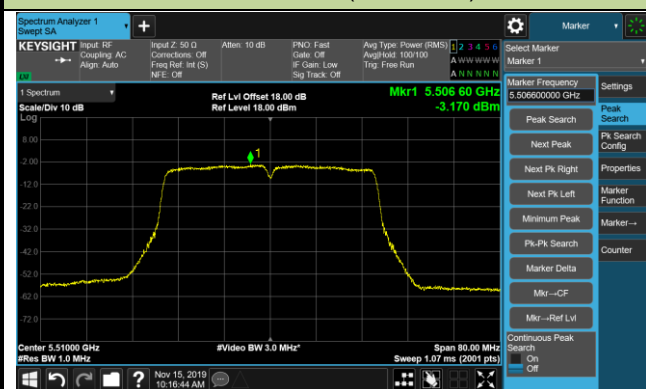 Spectrum Analyzer 1
Swept SA
+
Marker
KEYSIGHT
Input: RF
Coupling: AC
Align: Auto
Input Z: 50 Ω
Corrections: Off
Freq Ref: Int (S)
NFE: Off
Atten: 10 dB
PNO: Fast
Gate: Off
IF Gain: Low
Sig Track: Off
Avg Type: Power (RMS)
Avg|Hold: 100/100
Trig: Free Run
1 2 3 4 5 6
A W W W W W
A N N N N N
LXI
Select Marker
Marker 1
1 Spectrum
Scale/Div 10 dB
Log
Ref Lvl Offset 18.00 dB
Ref Level 18.00 dBm
Mkr1 5.506 60 GHz
-3.170 dBm
8.00
-2.00
-12.0
-22.0
-32.0
-42.0
-52.0
-62.0
-72.0
1
Center 5.51000 GHz
#Res BW 1.0 MHz
#Video BW 3.0 MHz*
Span 80.00 MHz
Sweep 1.07 ms (2001 pts)
Marker Frequency
5.506600000 GHz
Peak Search
Next Peak
Next Pk Right
Next Pk Left
Minimum Peak
Pk-Pk Search
Marker Delta
Mkr→CF
Mkr→Ref Lvl
Continuous Peak
Search
On
Off
Settings
Peak
Search
Pk Search
Config
Properties
Marker
Function
Marker→
Counter
?
Nov 15, 2019
10:16:44 AM